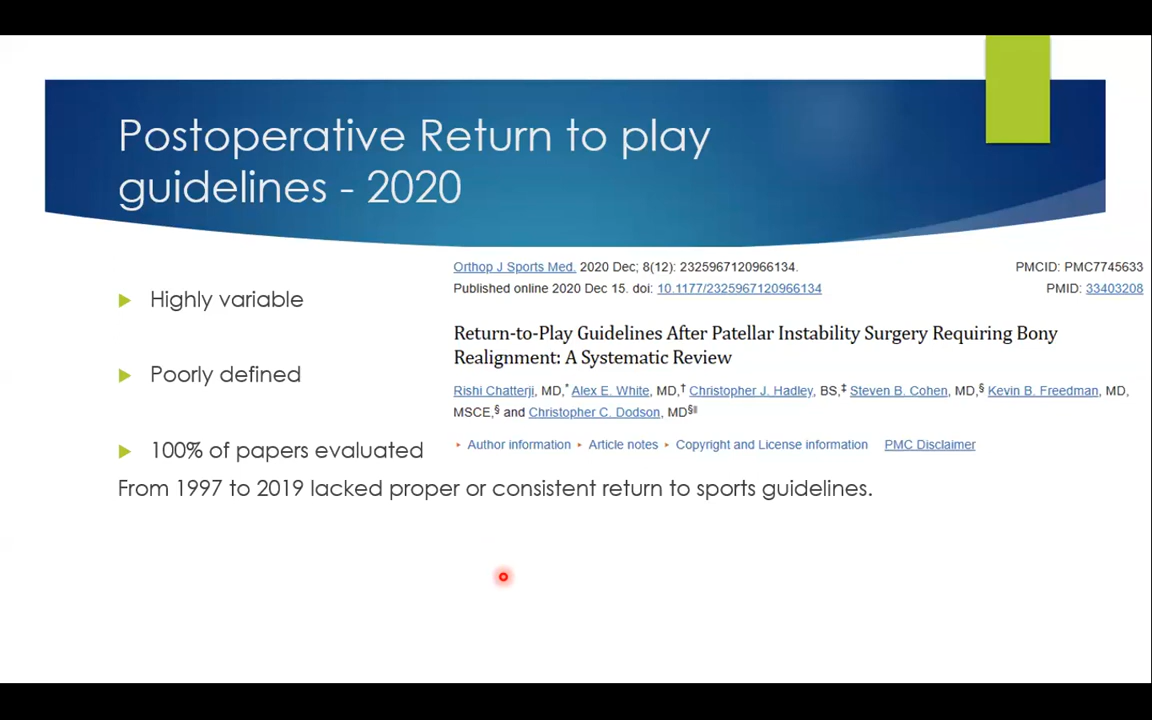 Postoperative Return to play
guidelines - 2020
Highly variable
Poorly defined
100% of papers evaluated
From 1997 to 2019 lacked proper or consistent return to sports guidelines.
Orthop J Sports Med. 2020 Dec; 8(12): 2325967120966134.
PMCID: PMC7745633
Published online 2020 Dec 15. doi: 10.1177/2325967120966134
PMID: 33403208
Return-to-Play Guidelines After Patellar Instability Surgery Requiring Bony
Realignment: A Systematic Review
Rishi Chatterji, MD,* Alex E. White, MD,† Christopher J. Hadley, BS,‡ Steven B. Cohen, MD,§ Kevin B. Freedman, MD,
MSCE,§ and Christopher C. Dodson, MD§‖
Author information Article notes Copyright and License information PMC Disclaimer